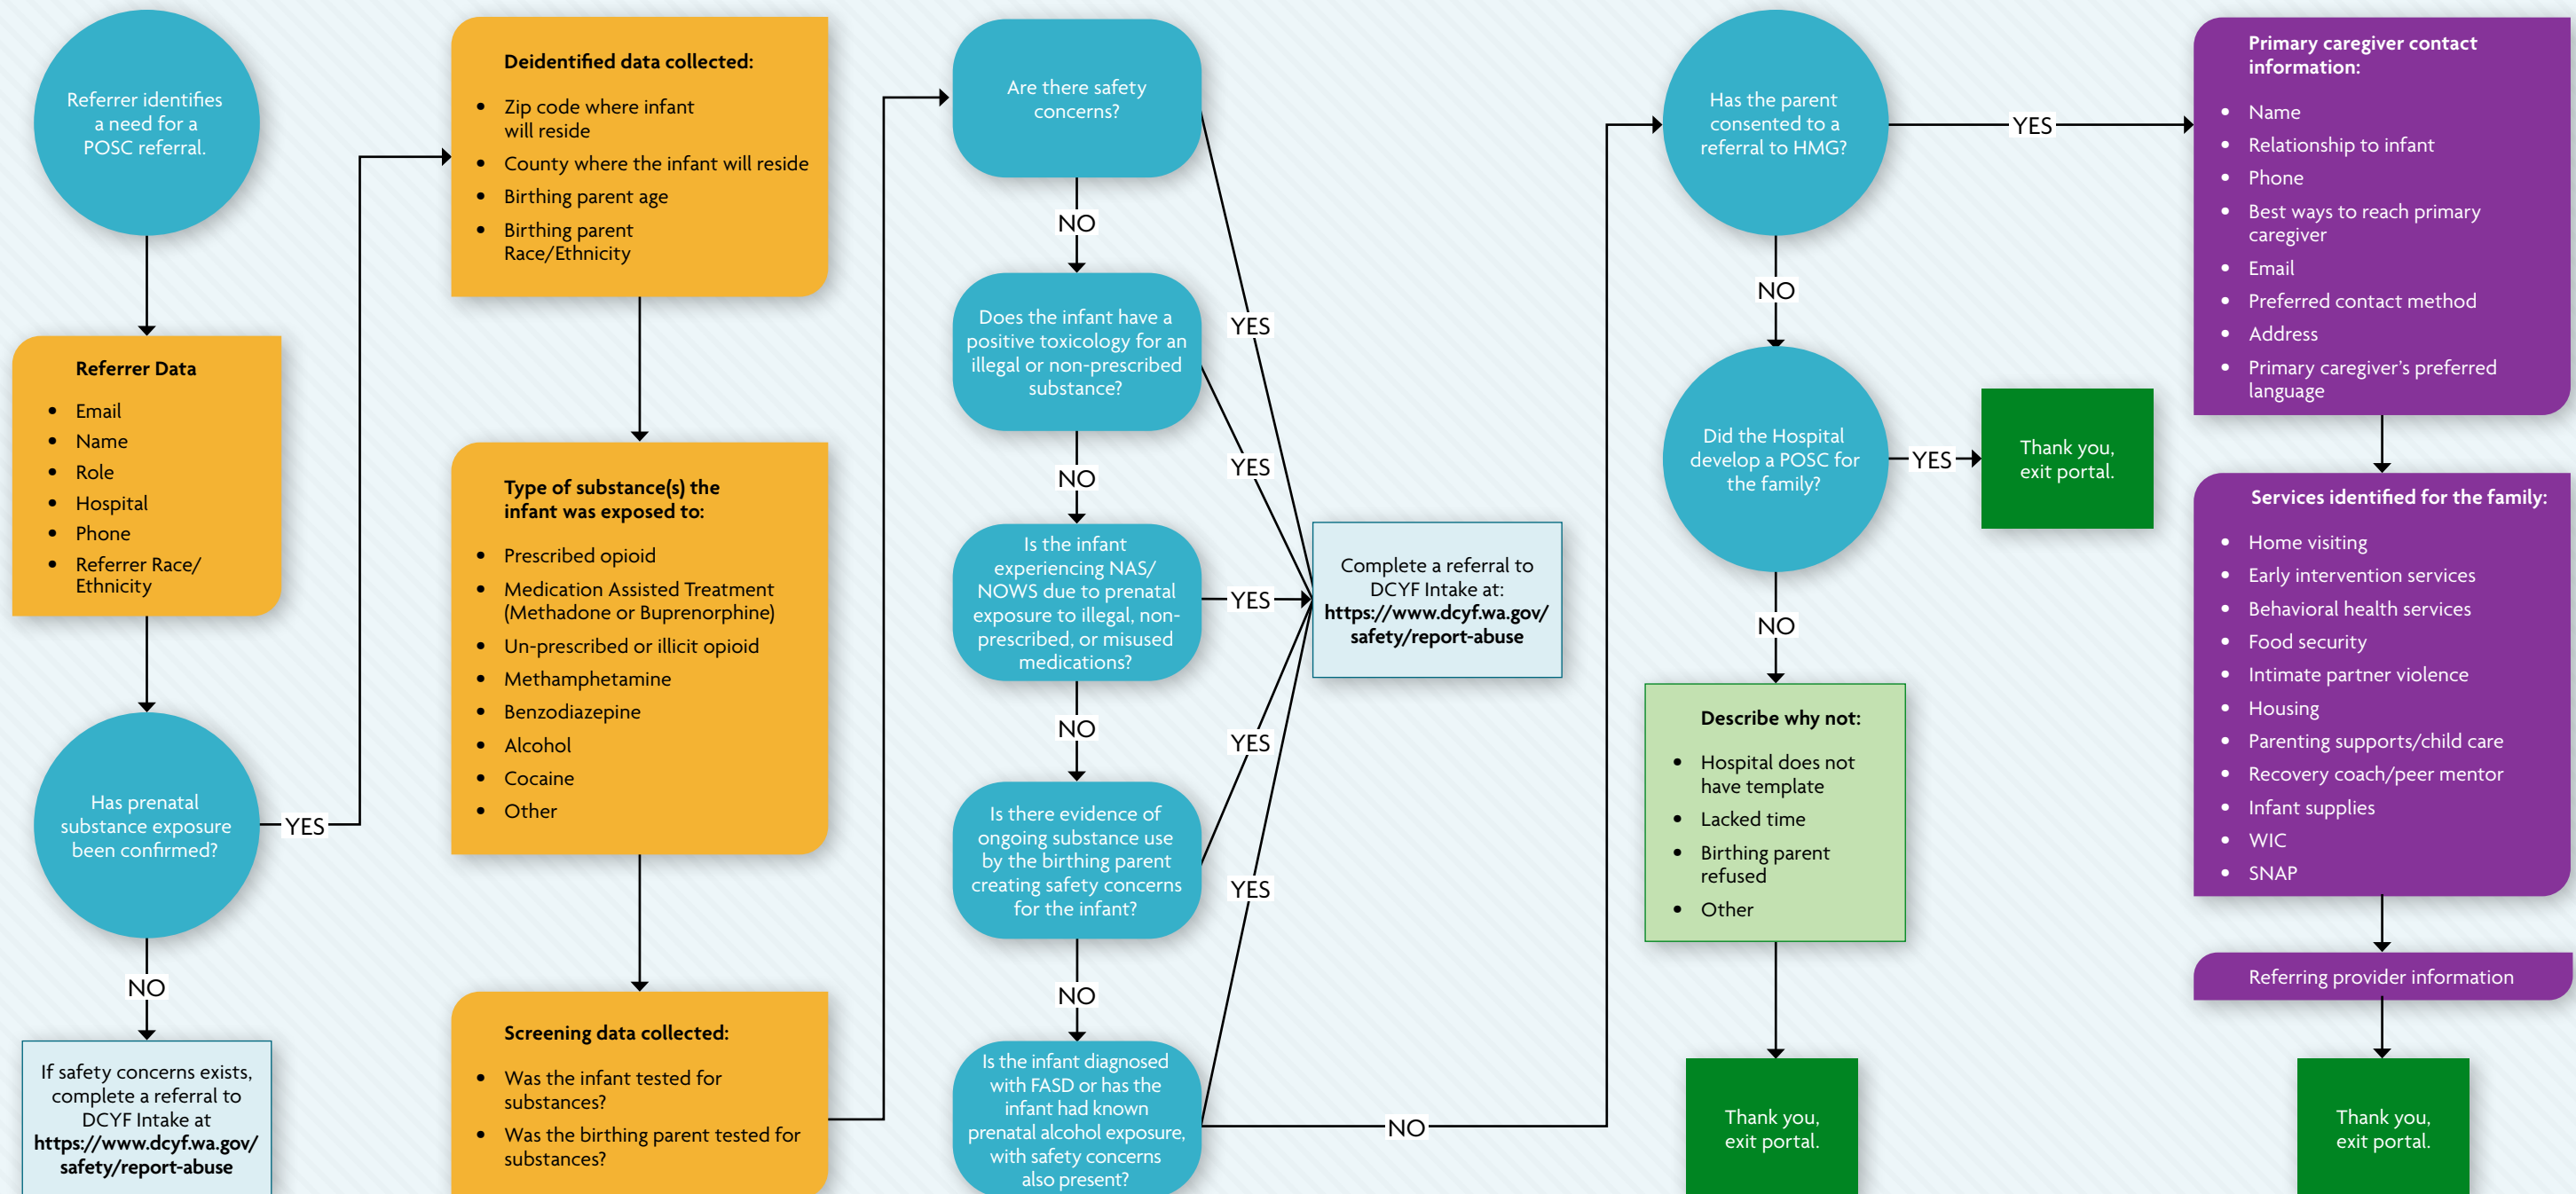 Referrer identifies
a need for a
POSC referral.
Referrer Data
• Email
• Name
• Role
• Hospital
• Phone
• Referrer Race/
Ethnicity
Has prenatal
substance exposure
been confirmed?
YES
NO
If safety concerns exists,
complete a referral to
DCYF Intake at
https://www.dcyf.wa.gov/
safety/report-abuse
Deidentified data collected:
• Zip code where infant
will reside
• County where the infant will reside
• Birthing parent age
• Birthing parent
Race/Ethnicity
Type of substance(s) the
infant was exposed to:
• Prescribed opioid
• Medication Assisted Treatment
(Methadone or Buprenorphine)
• Un-prescribed or illicit opioid
• Methamphetamine
• Benzodiazepine
• Alcohol
• Cocaine
• Other
Screening data collected:
• Was the infant tested for
substances?
• Was the birthing parent tested for
substances?
Are there safety
concerns?
NO
YES
Does the infant have a
positive toxicology for an
illegal or non-prescribed
substance?
NO
YES
Is the infant
experiencing NAS/
NOWS due to prenatal
exposure to illegal, non-
prescribed, or misused
medications?
YES
NO
Is there evidence of
ongoing substance use
by the birthing parent
creating safety concerns
for the infant?
YES
NO
Is the infant diagnosed
with FASD or has the
infant had known
prenatal alcohol exposure,
with safety concerns
also present?
YES
NO
Complete a referral to
DCYF Intake at:
https://www.dcyf.wa.gov/
safety/report-abuse
Has the parent
consented to a
referral to HMG?
YES
NO
Did the Hospital
develop a POSC for
the family?
YES
Thank you,
exit portal.
NO
Describe why not:
• Hospital does not
have template
• Lacked time
• Birthing parent
refused
• Other
Thank you,
exit portal.
Primary caregiver contact
information:
• Name
• Relationship to infant
• Phone
• Best ways to reach primary
caregiver
• Email
• Preferred contact method
• Address
• Primary caregiver's preferred
language
Services identified for the family:
• Home visiting
• Early intervention services
• Behavioral health services
• Food security
• Intimate partner violence
• Housing
• Parenting supports/child care
• Recovery coach/peer mentor
• Infant supplies
• WIC
• SNAP
Referring provider information
Thank you,
exit portal.